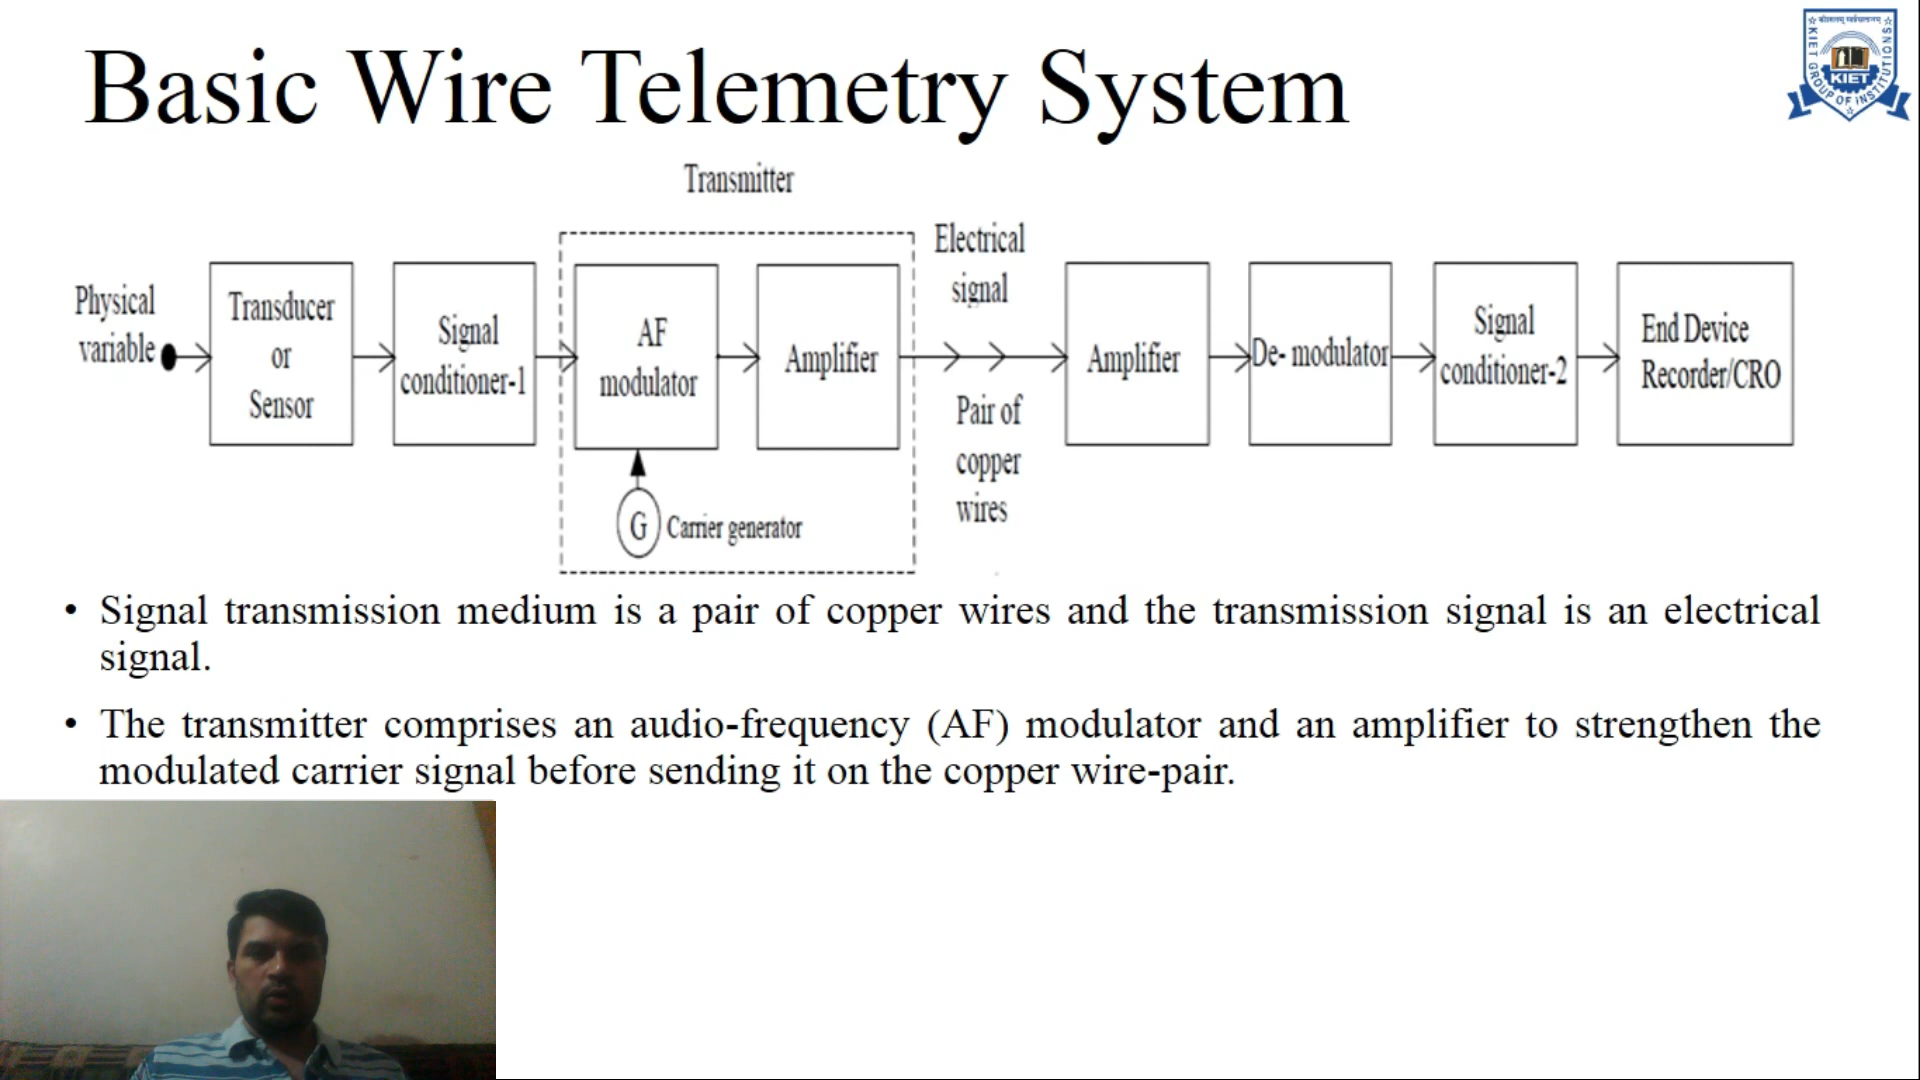 Basic Wire Telemetry System
KIET
KIET GROUP OF INSTITUTIONS
Transmitter
Physical
variable
Transducer
or
Sensor
Signal
conditioner-1
AF
modulator
Amplifier
G Carrier generator
Electrical
signal
Pair of
copper
wires
Amplifier
De- modulator
Signal
conditioner-2
End Device
Recorder/CRO
• Signal transmission medium is a pair of copper wires and the transmission signal is an electrical
signal.
• The transmitter comprises an audio-frequency (AF) modulator and an amplifier to strengthen the
modulated carrier signal before sending it on the copper wire-pair.